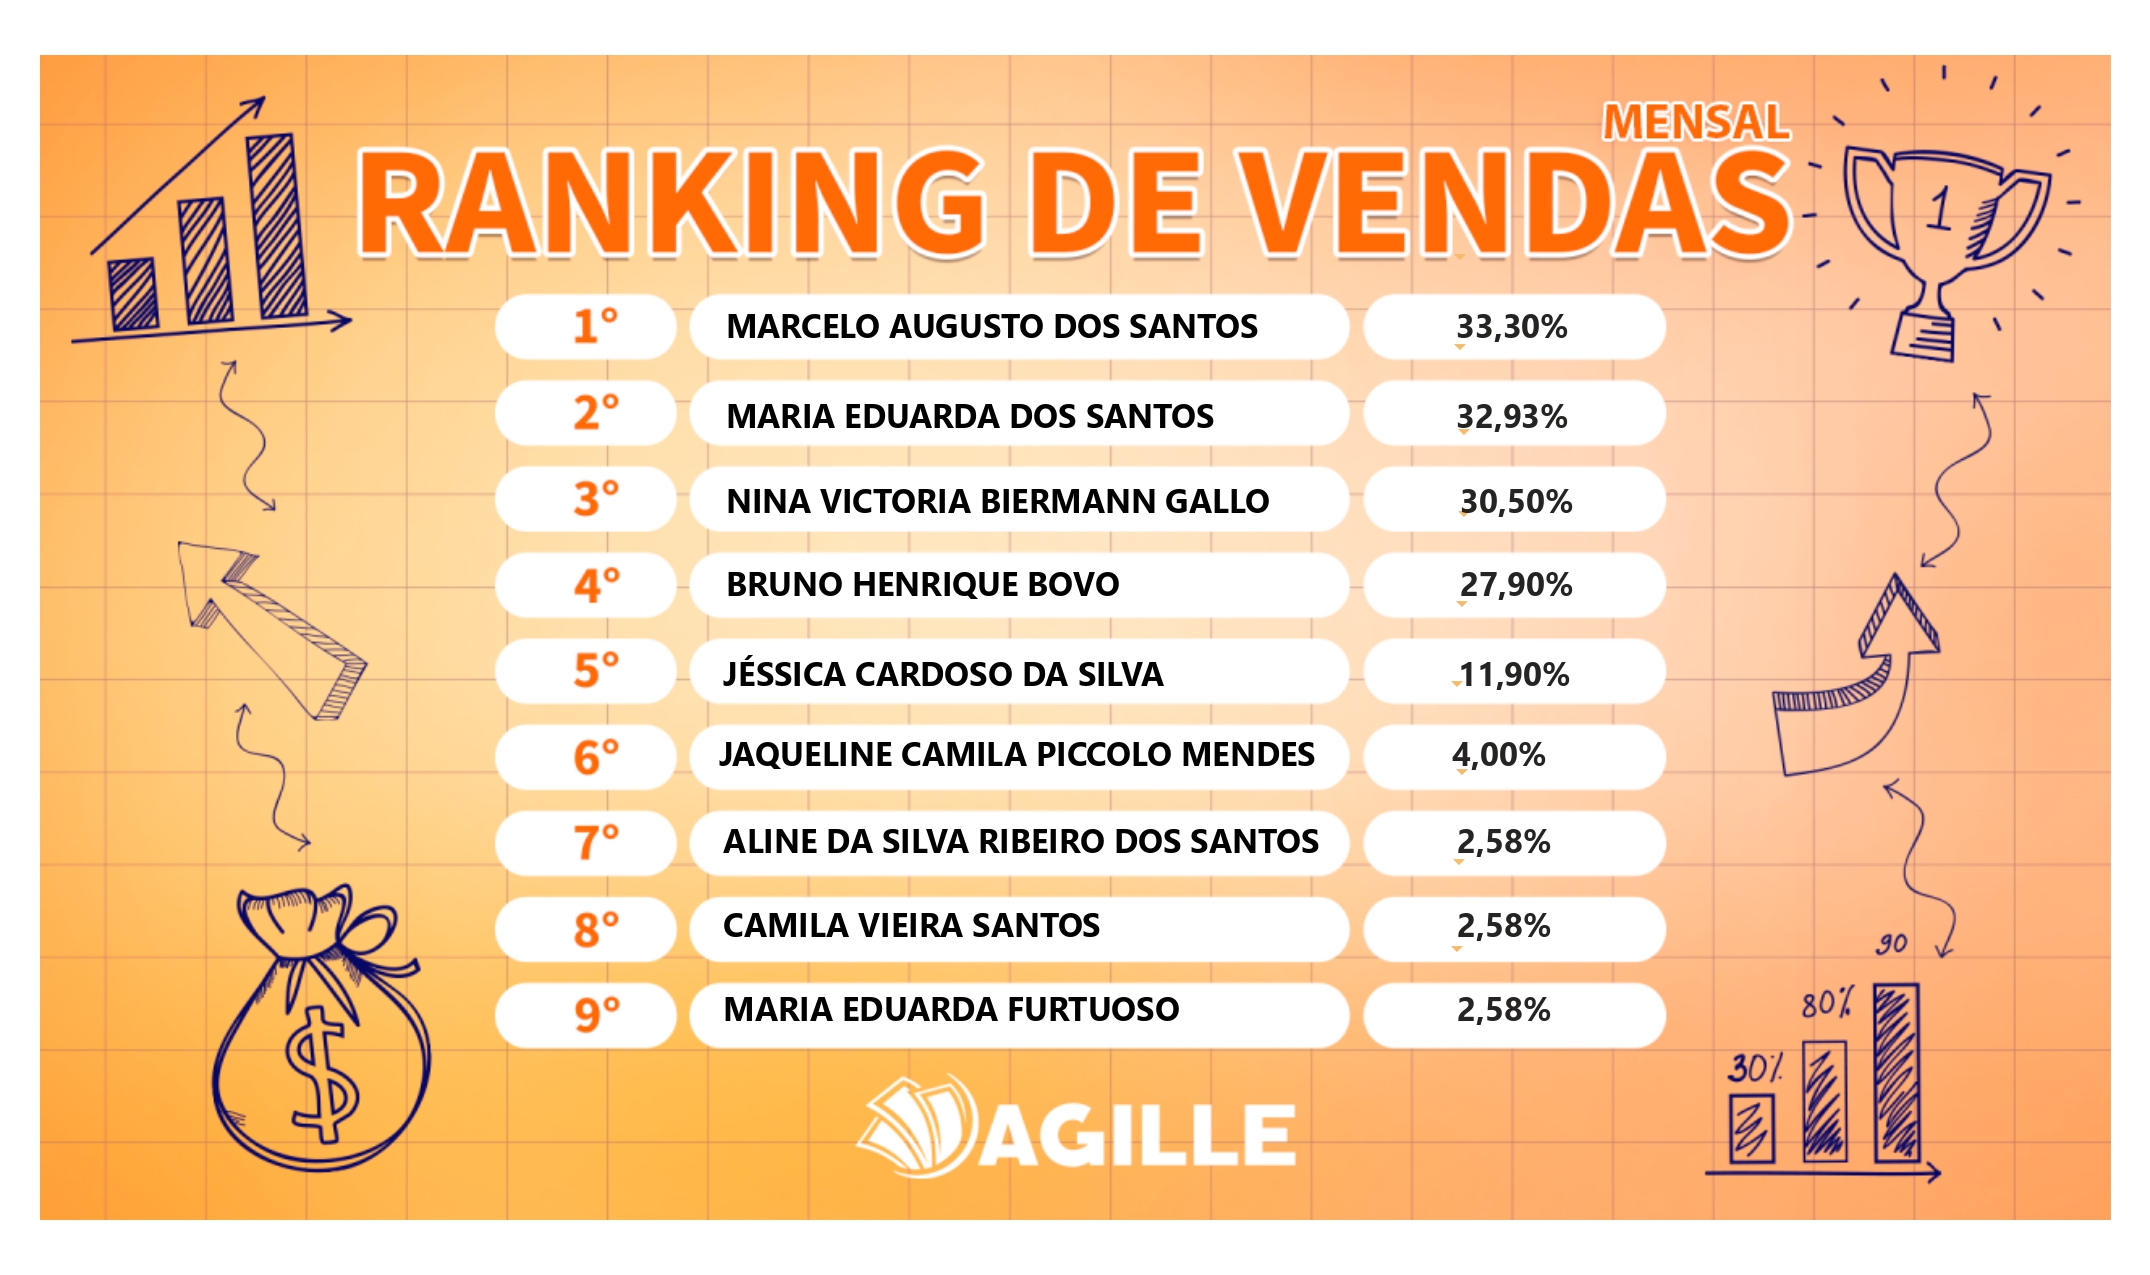 MENSAL
RANKING DE VENDAS
1
1° MARCELO AUGUSTO DOS SANTOS 33,30%
2° MARIA EDUARDA DOS SANTOS 32,93%
3° NINA VICTORIA BIERMANN GALLO 30,50%
4° BRUNO HENRIQUE BOVO 27,90%
5° JÉSSICA CARDOSO DA SILVA 11,90%
6° JAQUELINE CAMILA PICCOLO MENDES 4,00%
7° ALINE DA SILVA RIBEIRO DOS SANTOS 2,58%
8° CAMILA VIEIRA SANTOS 2,58%
9° MARIA EDUARDA FURTUOSO 2,58%
90
80%
30%
$
AGILLE